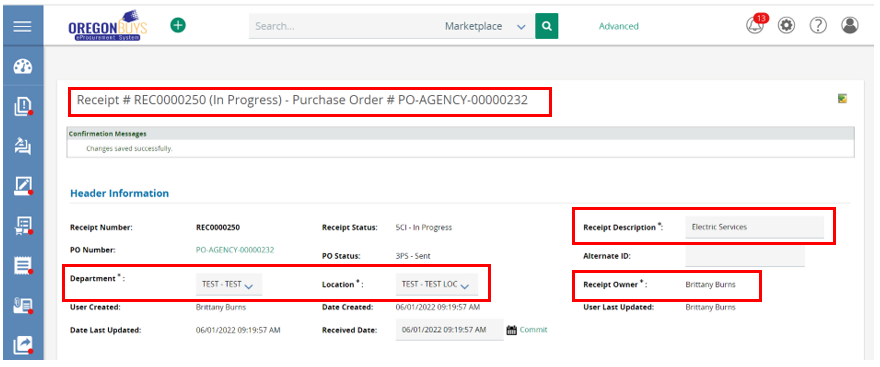 OREGONBUYS
eProcurement System
Search...
Marketplace
Advanced
13
Receipt # REC0000250 (In Progress) - Purchase Order # PO-AGENCY-00000232
Confirmation Messages
Changes saved successfully.
Header Information
Receipt Number: REC0000250 Receipt Status: 5CI - In Progress Receipt Description *: Electric Services
PO Number: PO-AGENCY-00000232 PO Status: 3PS - Sent Alternate ID:
Department * : TEST - TEST Location * : TEST - TEST LOC Receipt Owner * : Brittany Burns
User Created: Brittany Burns Date Created: 06/01/2022 09:19:57 AM User Last Updated: Brittany Burns
Date Last Updated: 06/01/2022 09:19:57 AM Received Date: 06/01/2022 09:19:57 AM Commit